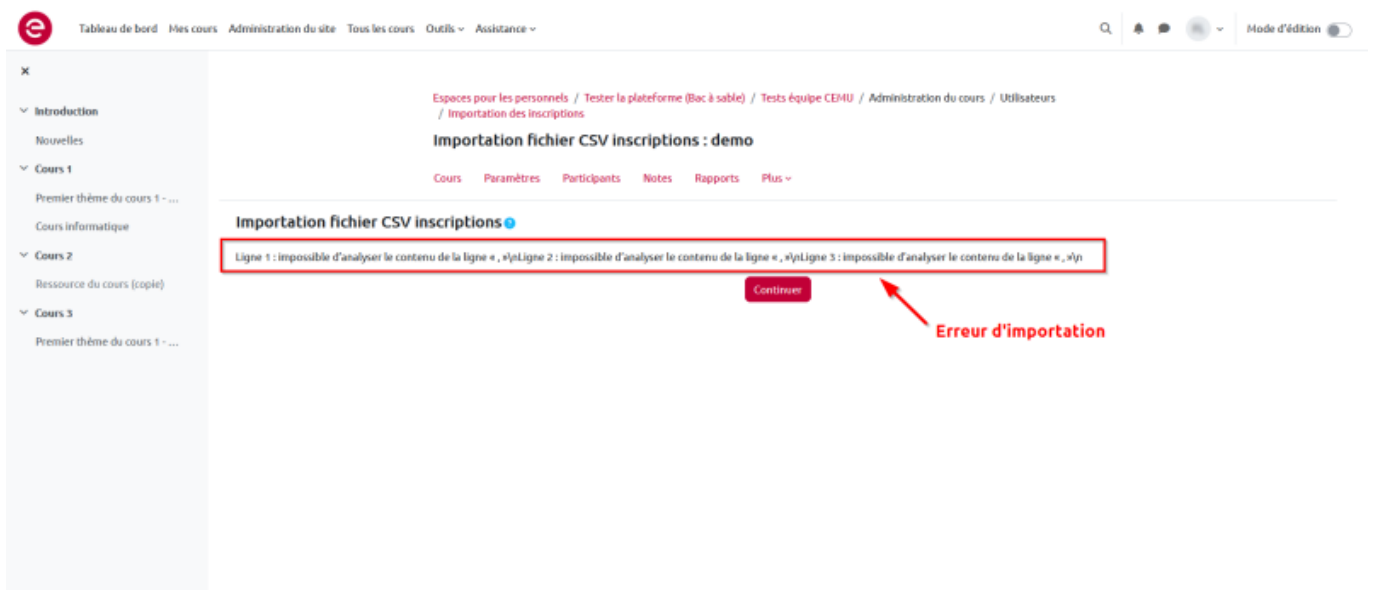 Tableau de bord Mes cours Administration du site Tous les cours Outils Assistance Mode d'édition
Introduction
Nouvelles
Cours 1
Premier thème du cours 1 - ...
Cours informatique
Cours 2
Ressource du cours (copie)
Cours 3
Premier thème du cours 1 - ...
Espaces pour les personnels / Tester la plateforme (Bac à sable) / Tests équipe CEMU / Administration du cours / Utilisateurs
/ Importation des inscriptions
Importation fichier CSV inscriptions : demo
Cours Paramètres Participants Notes Rapports Plus
Importation fichier CSV inscriptions
Ligne 1 : impossible d'analyser le contenu de la ligne « , »\nLigne 2 : impossible d'analyser le contenu de la ligne « , »\nLigne 3 : impossible d'analyser le contenu de la ligne « , »\n
Continuer
Erreur d'importation